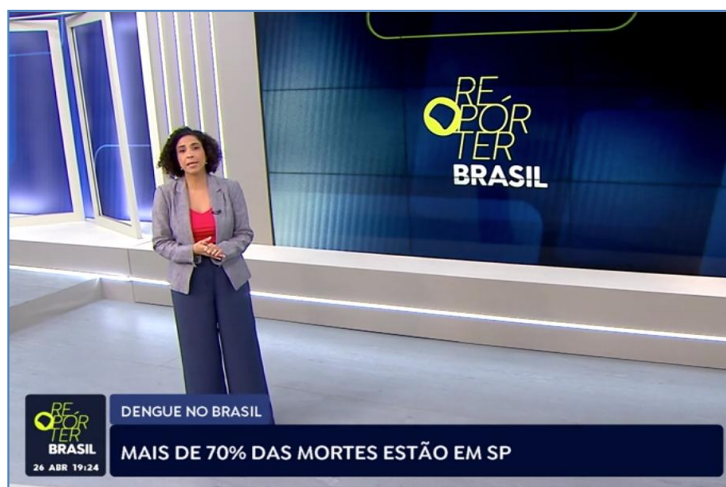 RE
PÓR
TER
BRASIL
DENGUE NO BRASIL
RE
PÓR
TER
BRASIL
26 ABR 19:24
MAIS DE 70% DAS MORTES ESTÃO EM SP